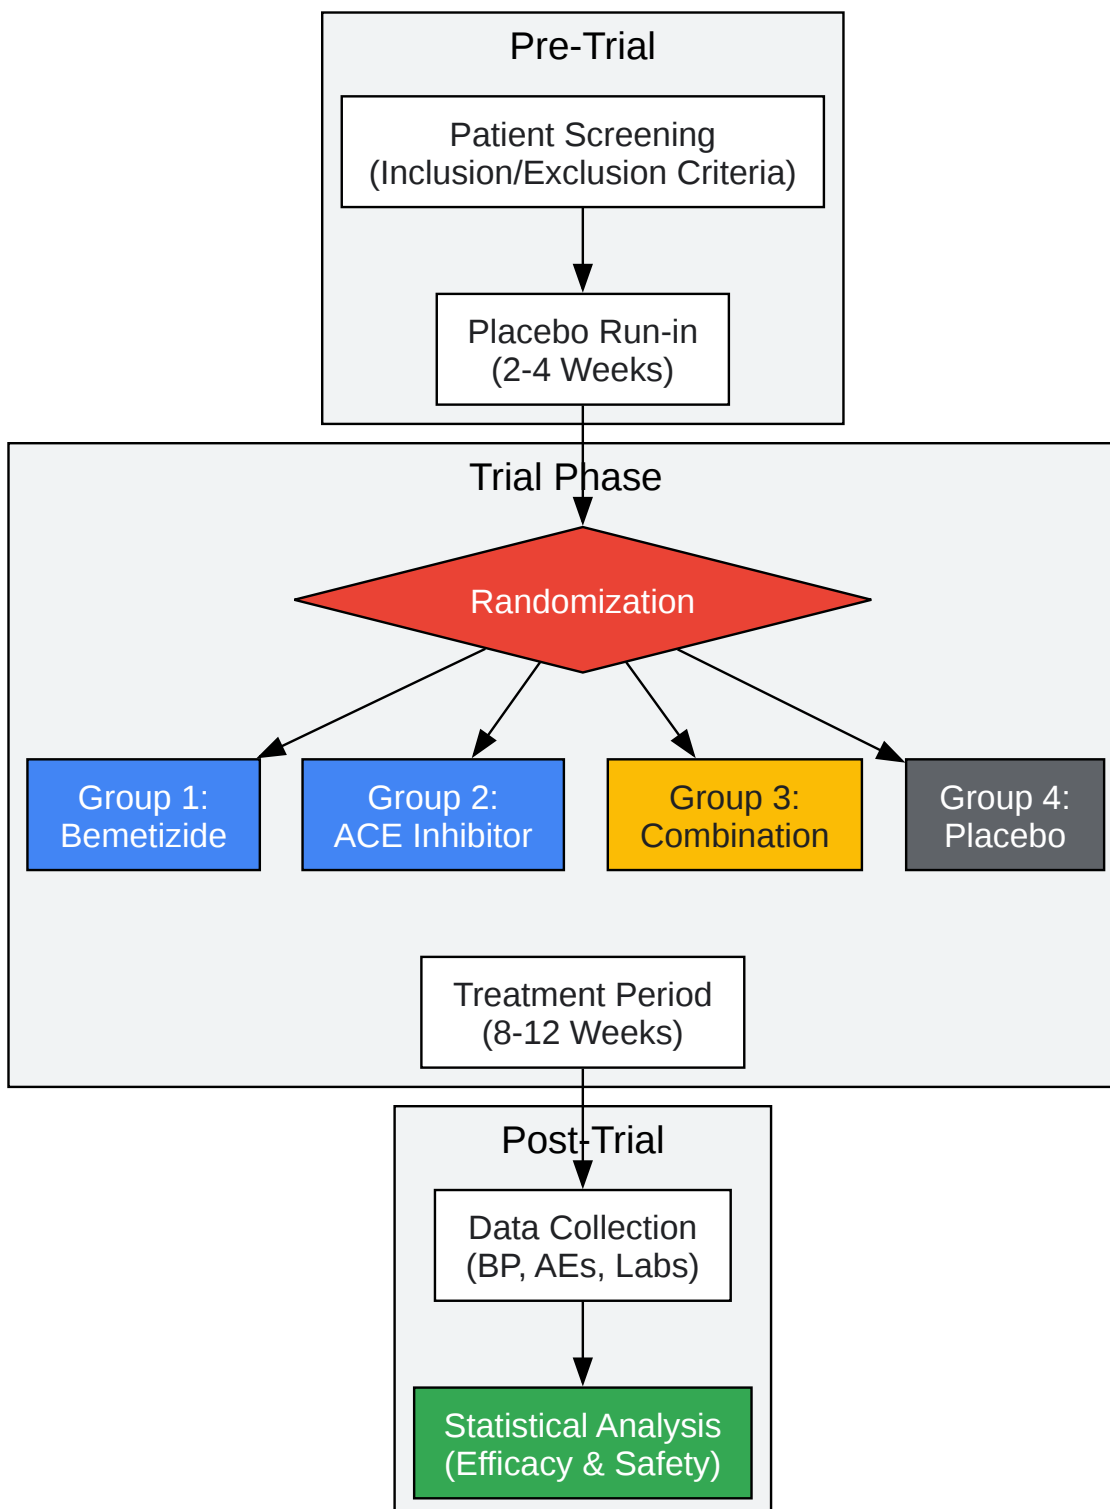 Pre-Trial
Patient Screening
(Inclusion/Exclusion Criteria)
Placebo Run-in
(2-4 Weeks)
Trial Phase
Randomization
Group 1:
Bemetizide
Group 2:
ACE Inhibitor
Group 3:
Combination
Group 4:
Placebo
Treatment Period
(8-12 Weeks)
Post-Trial
Data Collection
(BP, AEs, Labs)
Statistical Analysis
(Efficacy & Safety)